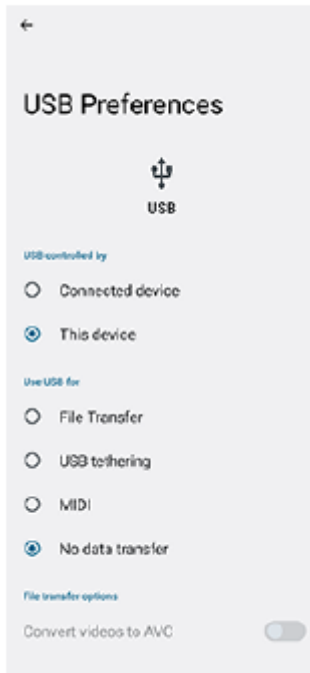 USB Preferences
USB
USB controlled by
Connected device
This device
Use USB for
File Transfer
USB tethering
MIDI
No data transfer
File transfer options
Convert videos to AVC